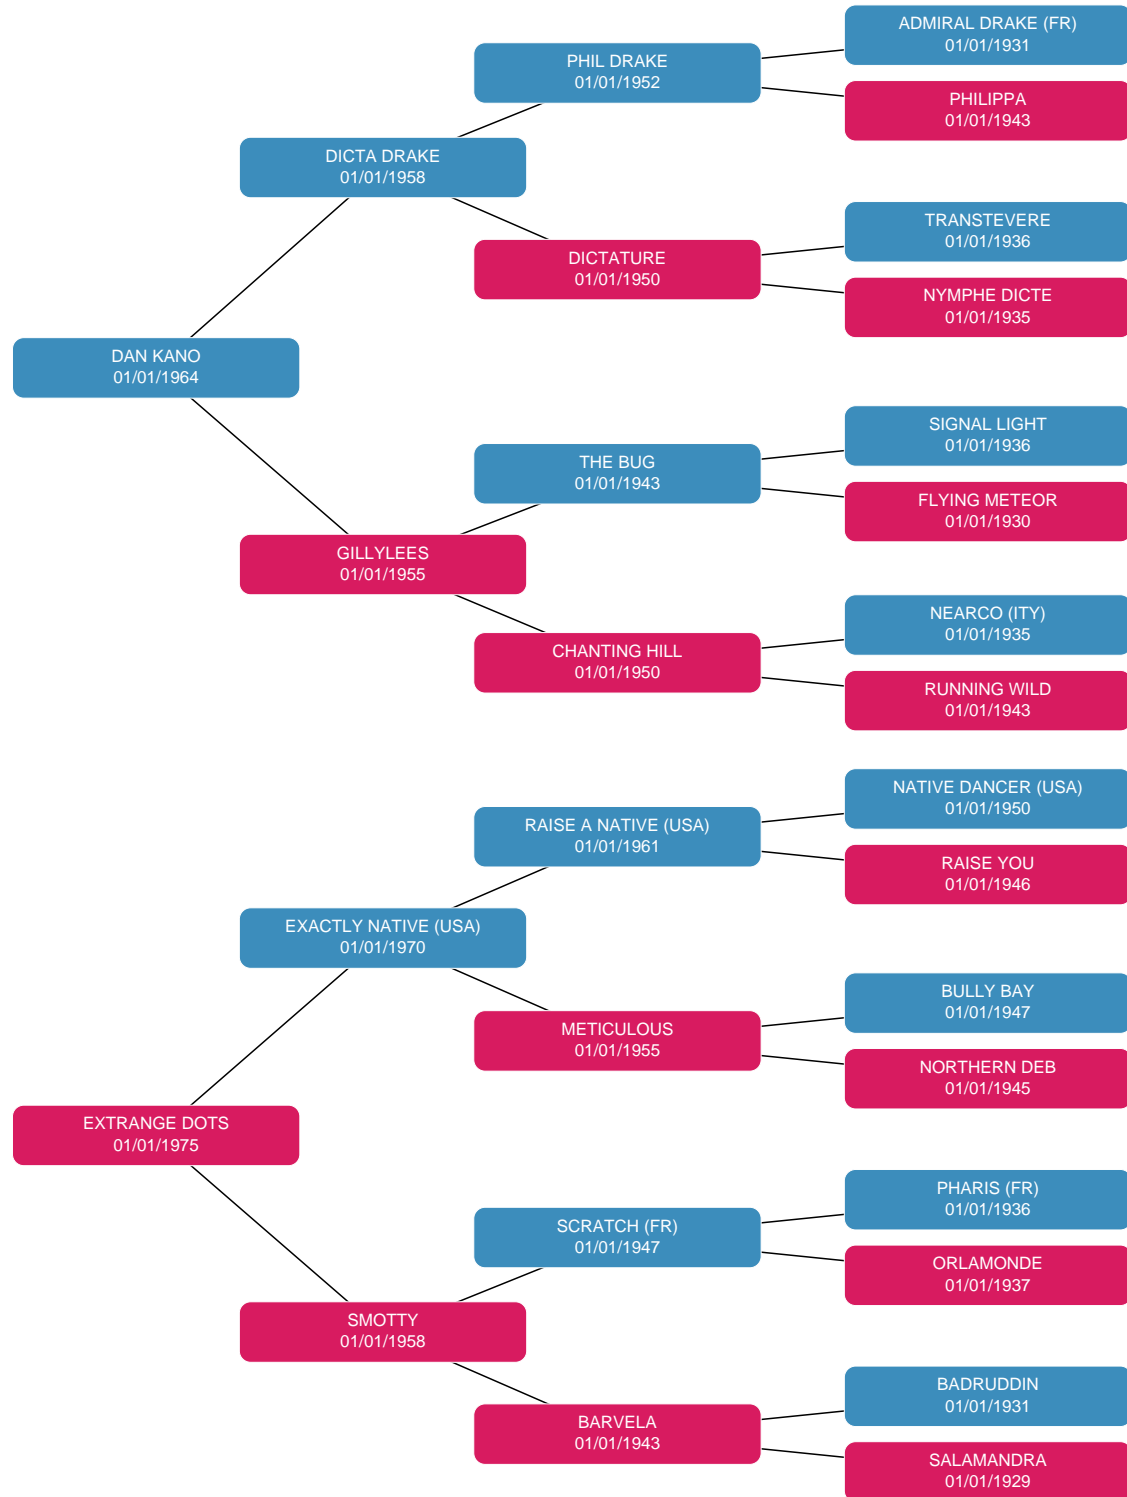 ADMIRAL DRAKE (FR)
01/01/1931
PHIL DRAKE
01/01/1952
PHILIPPA
01/01/1943
DICTA DRAKE
01/01/1958
TRANSTEVERE
01/01/1936
DICTATURE
01/01/1950
NYMPHE DICTE
01/01/1935
DAN KANO
01/01/1964
SIGNAL LIGHT
01/01/1936
THE BUG
01/01/1943
FLYING METEOR
01/01/1930
GILLYLEES
01/01/1955
NEARCO (ITY)
01/01/1935
CHANTING HILL
01/01/1950
RUNNING WILD
01/01/1943
NATIVE DANCER (USA)
01/01/1950
RAISE A NATIVE (USA)
01/01/1961
RAISE YOU
01/01/1946
EXACTLY NATIVE (USA)
01/01/1970
BULLY BAY
01/01/1947
METICULOUS
01/01/1955
NORTHERN DEB
01/01/1945
EXTRANGE DOTS
01/01/1975
PHARIS (FR)
01/01/1936
SCRATCH (FR)
01/01/1947
ORLAMONDE
01/01/1937
SMOTTY
01/01/1958
BADRUDDIN
01/01/1931
BARVELA
01/01/1943
SALAMANDRA
01/01/1929